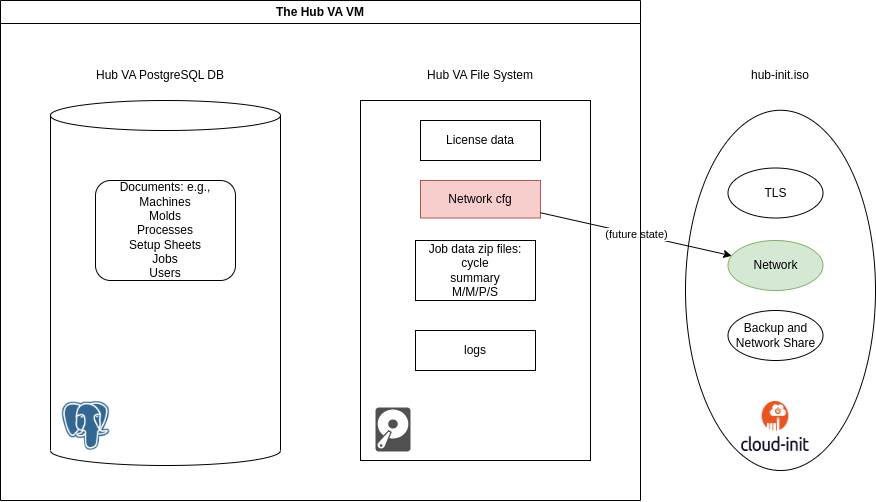 The Hub VA VM
Hub VA PostgreSQL DB
Documents: e.g.,
Machines
Molds
Processes
Setup Sheets
Jobs
Users
Hub VA File System
License data
Network cfg
Job data zip files:
cycle
summary
M/M/P/S
logs
(future state)
hub-init.iso
TLS
Network
Backup and
Network Share
cloud-init